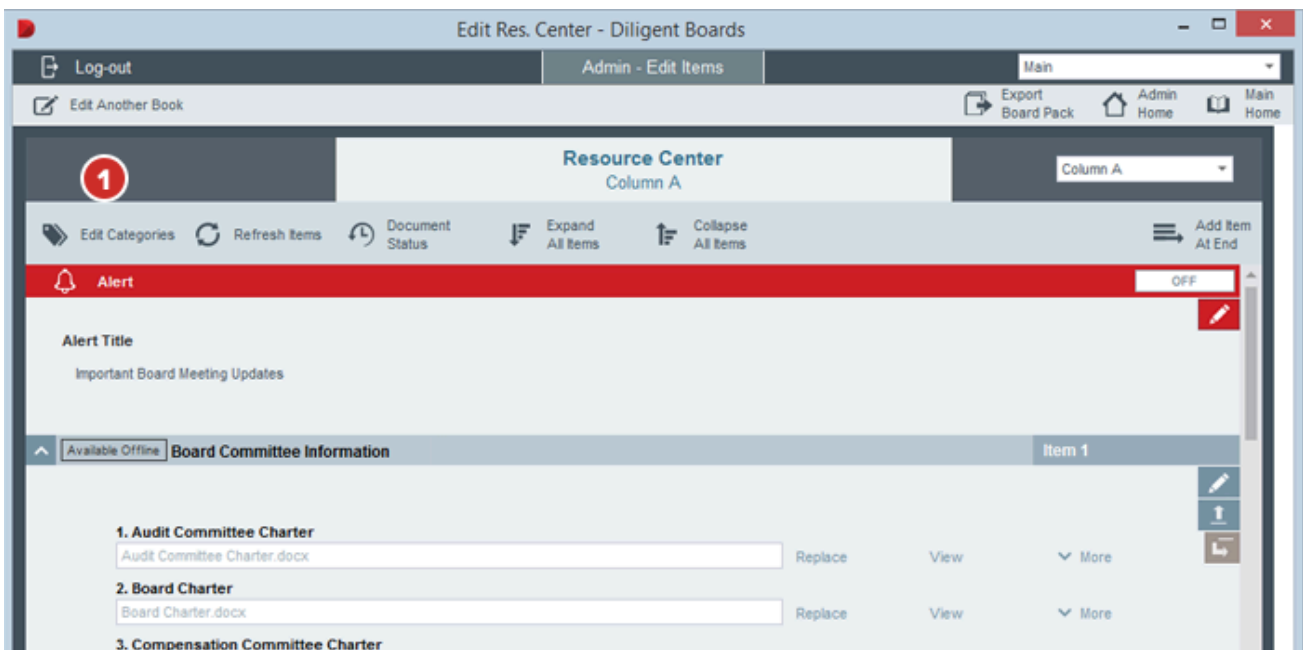 Edit Res. Center - Diligent Boards
Log-out
Admin - Edit Items
Main
Edit Another Book
Export
Board Pack
Admin
Home
Main
Home
1
Resource Center
Column A
Column A
Edit Categories
Refresh Items
Document
Status
Expand
All Items
Collapse
All Items
Add Item
At End
Alert
OFF
Alert Title
Important Board Meeting Updates
Available Offline Board Committee Information
Item 1
1. Audit Committee Charter
Audit Committee Charter.docx
Replace
View
More
2. Board Charter
Board Charter.docx
Replace
View
More
3. Compensation Committee Charter